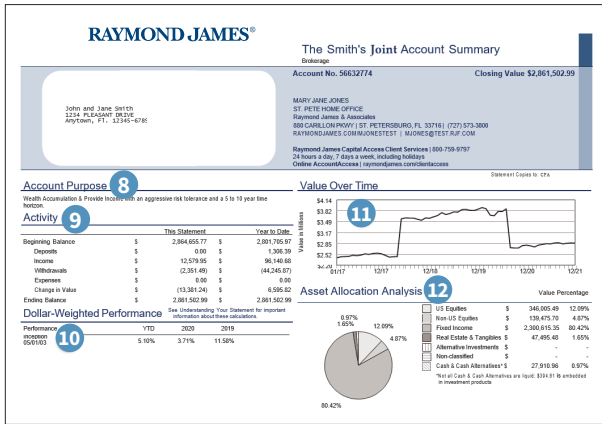 RAYMOND JAMES®
The Smith's Joint Account Summary
Brokerage
Account No. 56632774
Closing Value $2,861,502.99
John and Jane Smith
1234 PLEASANT DRIVE
Anytown, Fl. 12345-678
MARY JANE JONES
ST. PETE HOME OFFICE
Raymond James & Associates
880 CARILLON PKWY | ST. PETERSBURG, FL 33716 | (727) 573-3800
RAYMONDJAMES.COM/MJONESTEST | MJONES@TEST.RJF.COM
Raymond James Capital Access Client Services | 800-759-9797
24 hours a day, 7 days a week, including holidays
Online AccountAccess | raymondjames.com/clientaccess
Statement Copies to: CPA
Account Purpose 8
Wealth Accumulation & Provide Income with an aggressive risk tolerance and a 5 to 10 year time
horizon.
Activity 9
This Statement Year to Date
Beginning Balance $ 2,864,655.77 $ 2,801,705.97
Deposits $ 0.00 $ 1,306.39
Income $ 12,579.95 $ 96,140.68
Withdrawals $ (2,351.49) $ (44,245.87)
Expenses $ 0.00 $ 0.00
Change in Value $ (13,381.24) $ 6,595.82
Ending Balance $ 2,861,502.99 $ 2,861,502.99
Dollar-Weighted Performance See Understanding Your Statement for important
information about these calculations.
Performance YTD 2020 2019
Inception
05/01/03 5.10% 3.71% 11.58%
10
Value Over Time
11
Value in Millions
$4.14
$3.82
$3.49
$3.17
$2.85
$2.52
01/17 12/17 12/18 12/19 12/20 12/21
Asset Allocation Analysis 12
Value Percentage
US Equities $ 346,005.49 12.09%
Non-US Equities $ 139,475.70 4.87%
Fixed Income $ 2,300,615.35 80.42%
Real Estate & Tangibles $ 47,495.48 1.65%
Alternative Investments $ - -
Non-classified $ - -
Cash & Cash Alternatives* $ 27,910.96 0.97%
*Not all Cash & Cash Alternatives are liquid: $394.81 is embedded
in investment products
0.97%
1.65%
12.09%
4.87%
80.42%